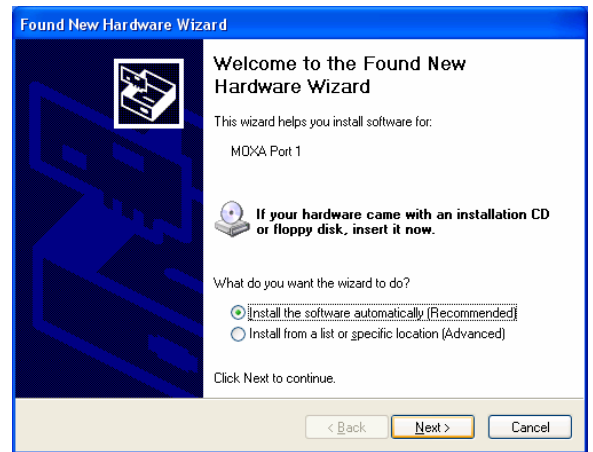 Found New Hardware Wizard
Welcome to the Found New
Hardware Wizard
This wizard helps you install software for:
MOXA Port 1
If your hardware came with an installation CD
or floppy disk, insert it now.
What do you want the wizard to do?
Install the software automatically (Recommended)
Install from a list or specific location (Advanced)
Click Next to continue.
< Back Next > Cancel